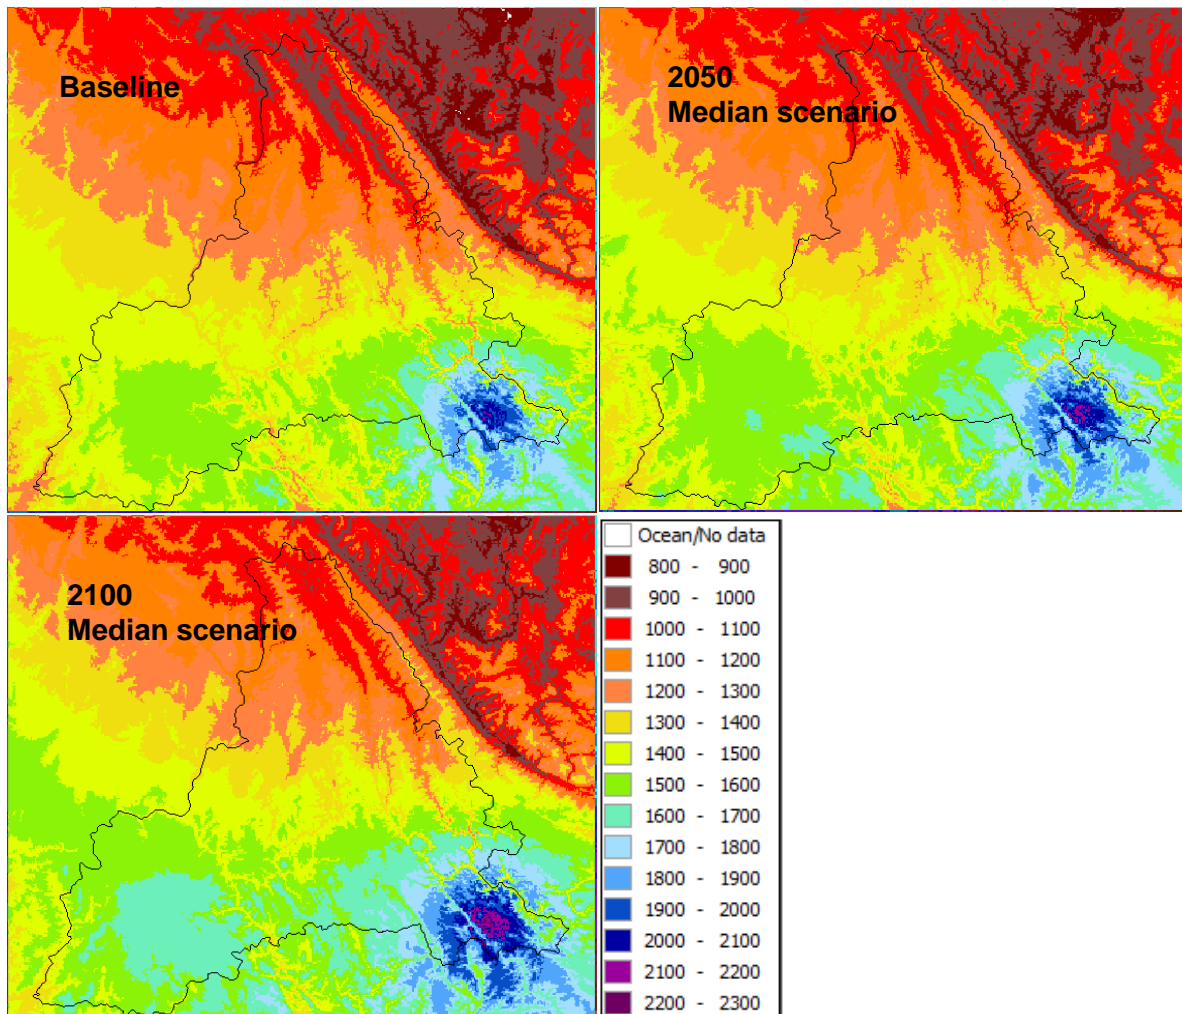 Baseline
2050
Median scenario
2100
Median scenario
Ocean/No data
800 - 900
900 - 1000
1000 - 1100
1100 - 1200
1200 - 1300
1300 - 1400
1400 - 1500
1500 - 1600
1600 - 1700
1700 - 1800
1800 - 1900
1900 - 2000
2000 - 2100
2100 - 2200
2200 - 2300